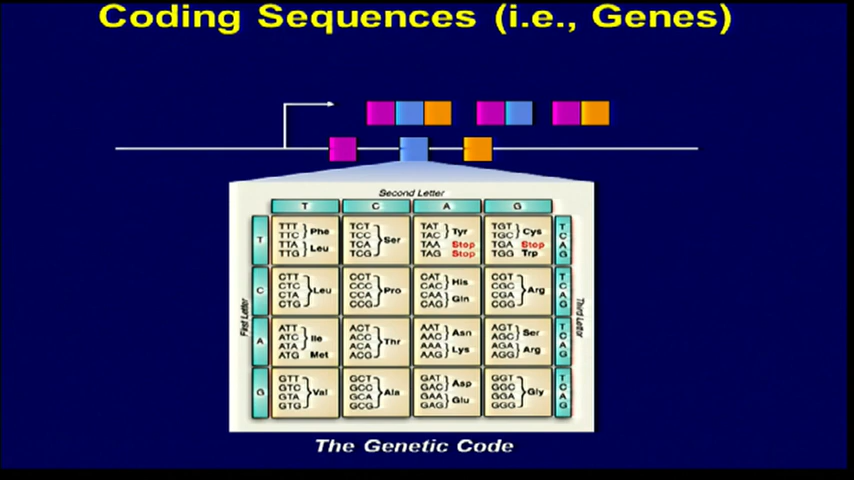 Coding Sequences (i.e., Genes)
Second Letter
T C A G
First Letter
Third Letter
T
TTT
TTC
TTA
TTG
Phe
Leu
TCT
TCC
TCA
TCG
Ser
TAT
TAC
TAA Stop
TAG Stop
Tyr
TGT
TGC
TGA Stop
TGG Trp
Cys
T
C
A
G
C
CTT
CTC
CTA
CTG
Leu
CCT
CCC
CCA
CCG
Pro
CAT
CAC
CAA
CAG
His
Gln
CGT
CGC
CGA
CGG
Arg
T
C
A
G
A
ATT
ATC
ATA
ATG Met
Ile
ACT
ACC
ACA
ACG
Thr
AAT
AAC
AAA
AAG
Asn
Lys
AGT
AGC
AGA
AGG
Ser
Arg
T
C
A
G
G
GTT
GTC
GTA
GTG
Val
GCT
GCC
GCA
GCG
Ala
GAT
GAC
GAA
GAG
Asp
Glu
GGT
GGC
GGA
GGG
Gly
T
C
A
G
The Genetic Code